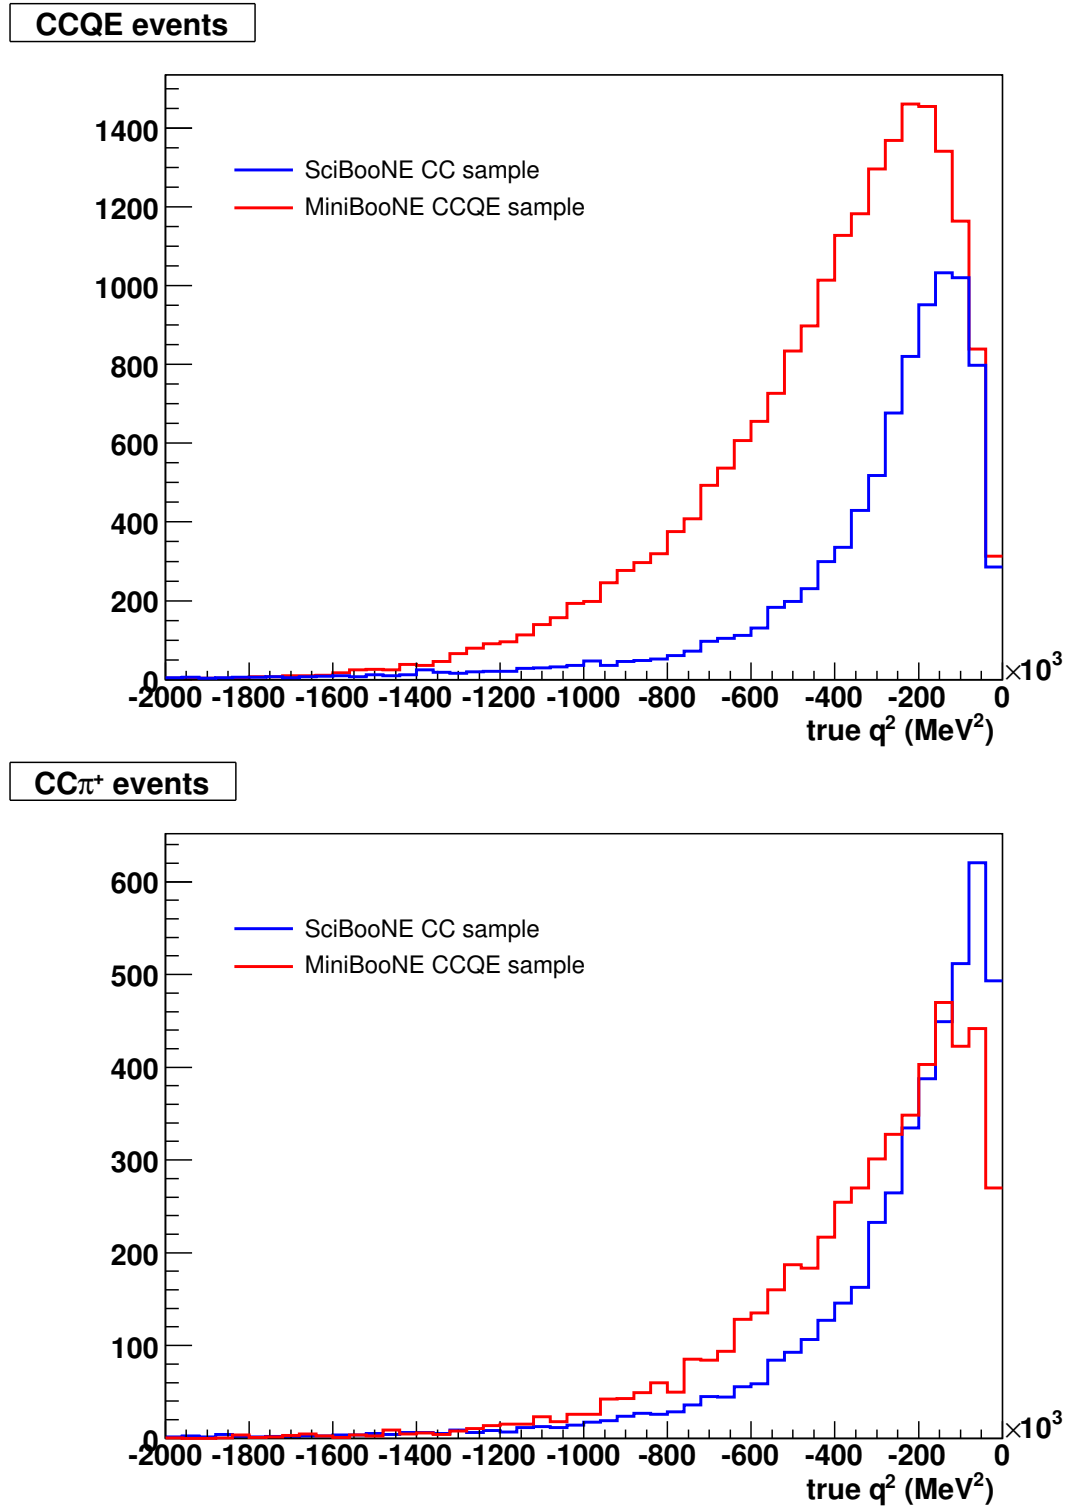 CCQE events
1400
SciBooNE CC sample
1200
MiniBooNE CCQE sample
1000
800
600
400
200
0
-2000 -1800 -1600 -1400 -1200 -1000 -800 -600 -400 -200 0 ×10³
true q² (MeV²)
CCπ⁺ events
600
SciBooNE CC sample
500
MiniBooNE CCQE sample
400
300
200
100
0
-2000 -1800 -1600 -1400 -1200 -1000 -800 -600 -400 -200 0 ×10³
true q² (MeV²)